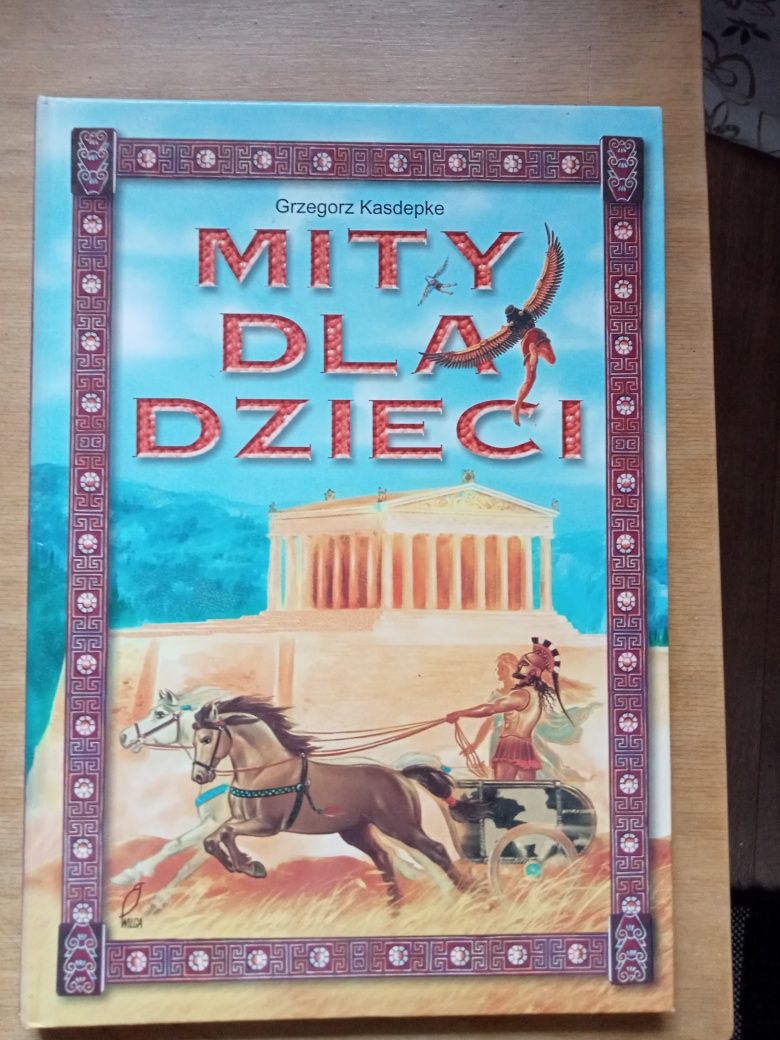 Grzegorz Kasdepke
MITY
DLA
DZIECI
WILGA